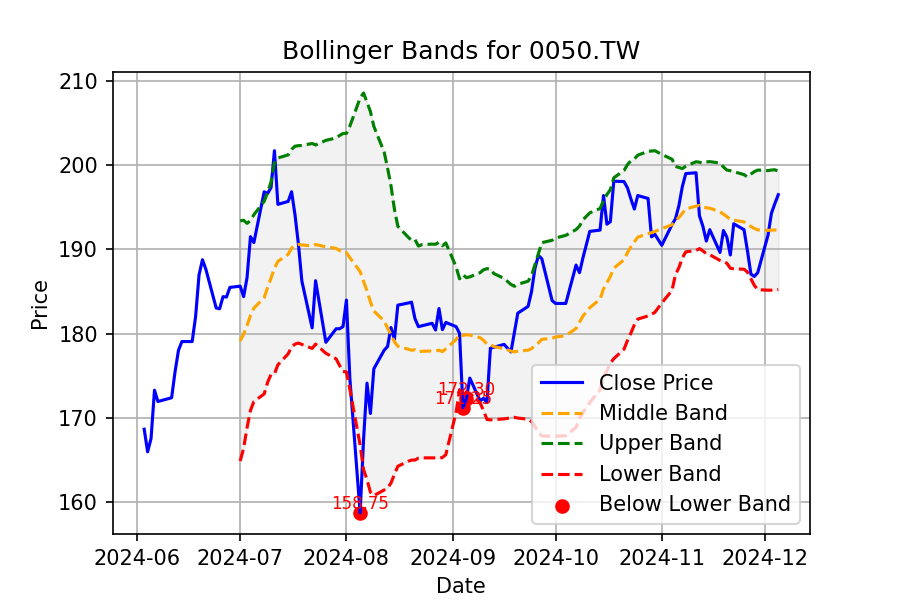 Bollinger Bands for 0050.TW
Price
210
200
190
180
170
160
172.30
158.75
Close Price
Middle Band
Upper Band
Lower Band
Below Lower Band
2024-06 2024-07 2024-08 2024-09 2024-10 2024-11 2024-12
Date